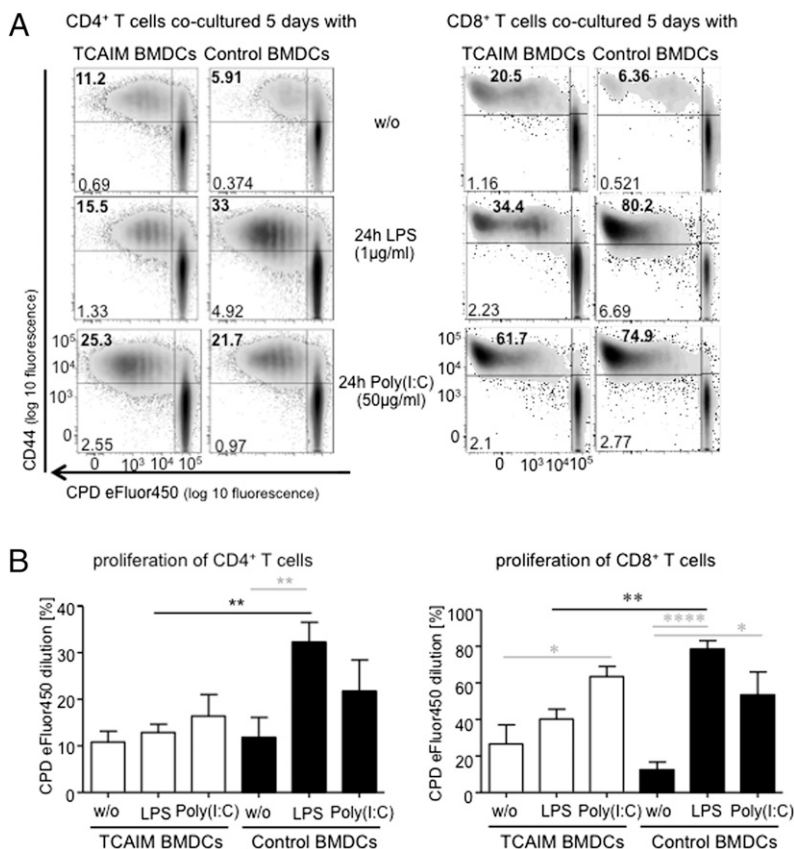 A
CD4⁺ T cells co-cultured 5 days with
CD8⁺ T cells co-cultured 5 days with
TCAIM BMDCs Control BMDCs
TCAIM BMDCs Control BMDCs
11.2 5.91
20.5 6.36
w/o
0.69 0.374
1.16 0.521
15.5 33
34.4 80.2
24h LPS
(1µg/ml)
1.33 4.92
2.23 6.69
25.3 21.7
61.7 74.9
24h Poly(I:C)
(50µg/ml)
2.55 0.97
2.1 2.77
10⁵
10⁴
10³
0
10⁵
10⁴
10³
0
0 10³ 10⁴ 10⁵
0 10³ 10⁴ 10⁵
CD44 (log 10 fluorescence)
CPD eFluor450 (log 10 fluorescence)
B
proliferation of CD4⁺ T cells
**
**
CPD eFluor450 dilution [%]
40
30
20
10
0
w/o LPS Poly(I:C) w/o LPS Poly(I:C)
TCAIM BMDCs Control BMDCs
proliferation of CD8⁺ T cells
**
****
*
*
CPD eFluor450 dilution [%]
100
80
60
40
20
0
w/o LPS Poly(I:C) w/o LPS Poly(I:C)
TCAIM BMDCs Control BMDCs